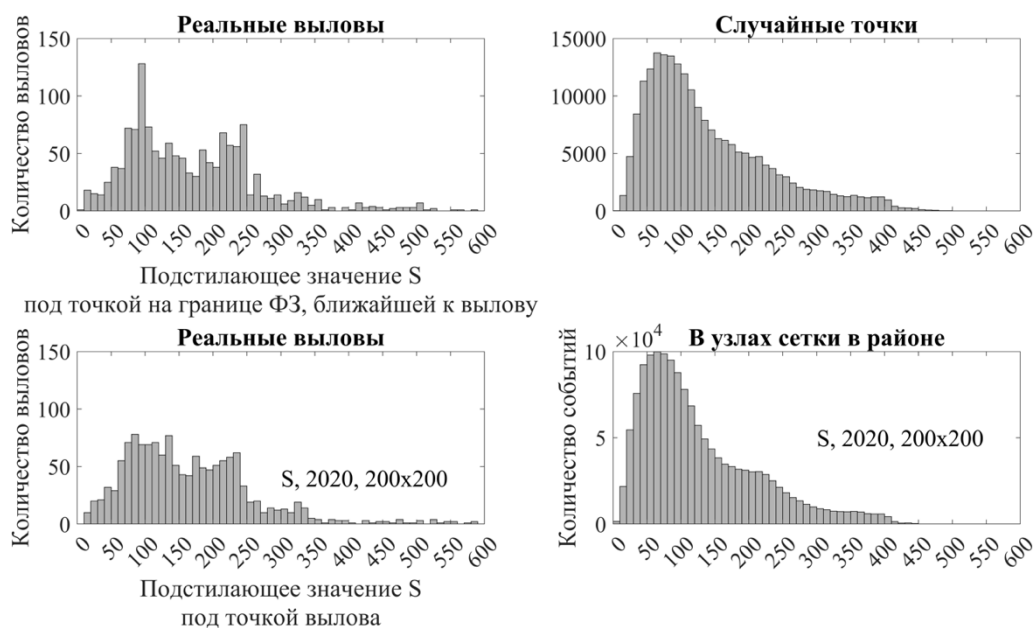 Реальные выловы
Случайные точки
Количество выловов
150
100
50
0
0 50 100 150 200 250 300 350 400 450 500 550 600
Подстилающее значение S
под точкой на границе ФЗ, ближайшей к вылову
15000
10000
5000
0
0 50 100 150 200 250 300 350 400 450 500 550 600
Реальные выловы
В узлах сетки в районе
Количество выловов
150
100
50
0
S, 2020, 200x200
0 50 100 150 200 250 300 350 400 450 500 550 600
Подстилающее значение S
под точкой вылова
Количество событий
×10⁴
10
5
0
S, 2020, 200x200
0 50 100 150 200 250 300 350 400 450 500 550 600